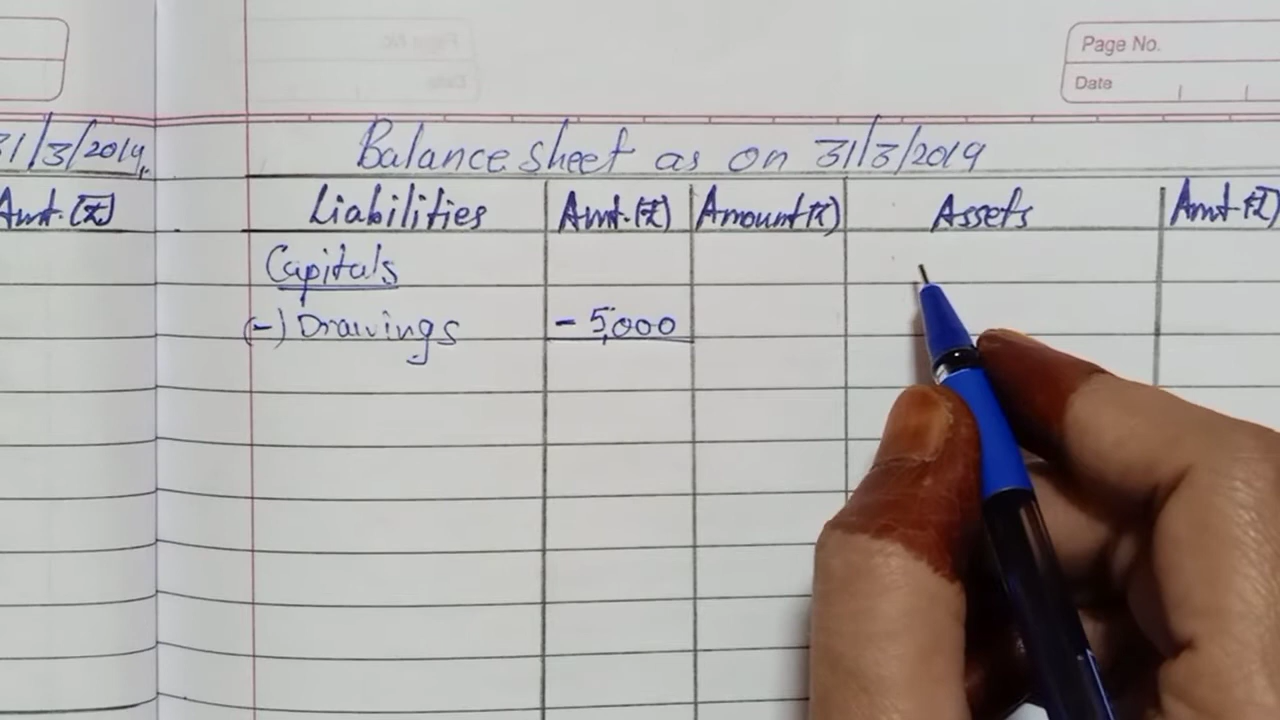 Page No.
Date
31/3/2019
Balance sheet as on 31/3/2019
Amt.(₹)
Liabilities Amt.(₹) Amount(₹) Assets Amt.(₹)
Capitals
(-) Drawings - 5,000